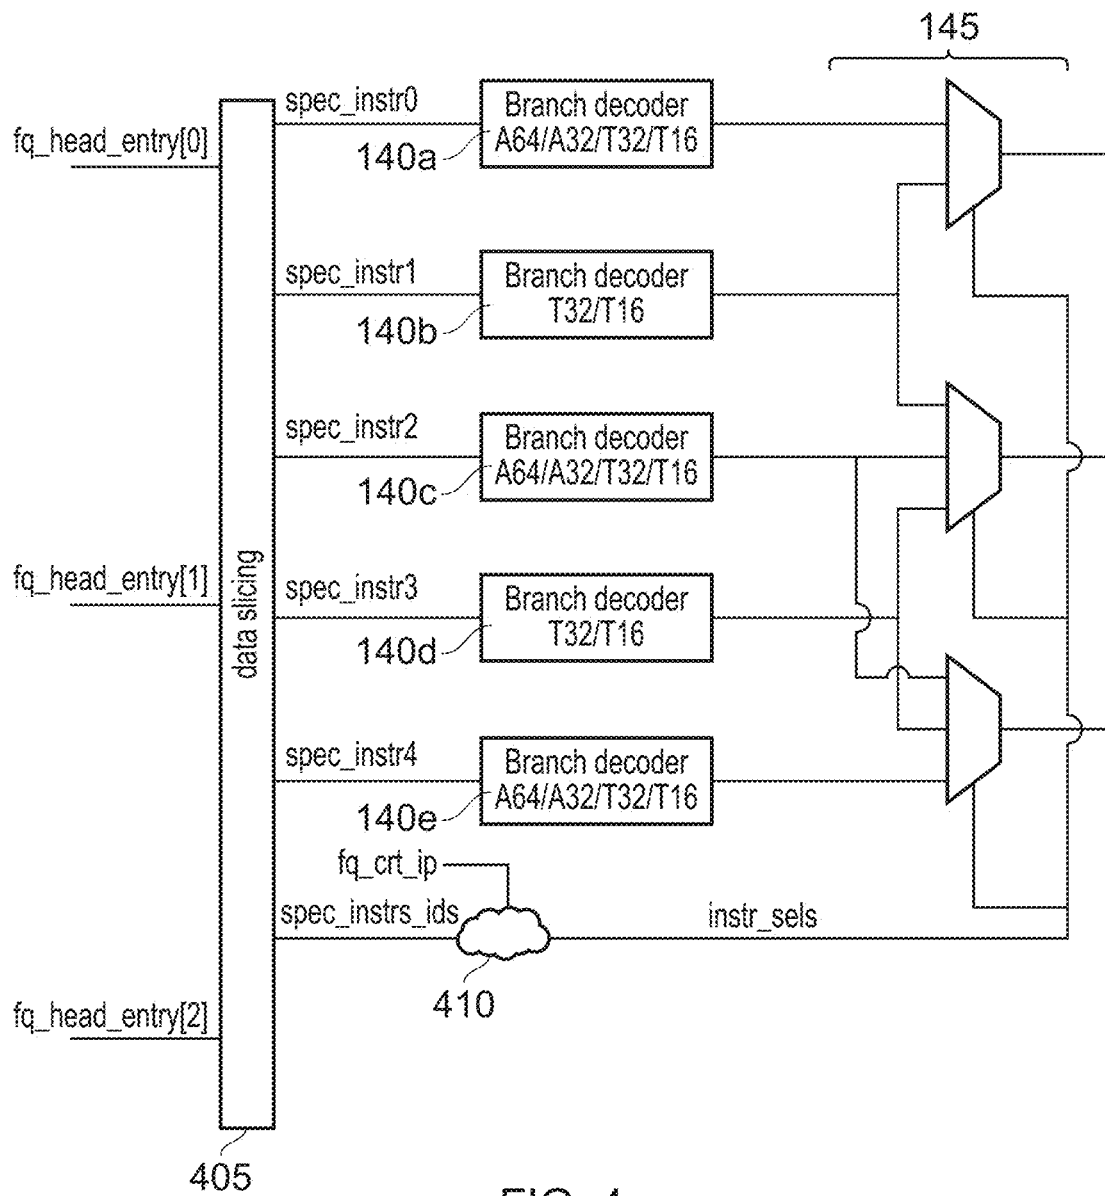 145
spec_instr0
Branch decoder
A64/A32/T32/T16
fq_head_entry[0]
140a
spec_instr1
Branch decoder
T32/T16
140b
spec_instr2
Branch decoder
A64/A32/T32/T16
140c
fq_head_entry[1]
data slicing
spec_instr3
Branch decoder
T32/T16
140d
spec_instr4
Branch decoder
A64/A32/T32/T16
140e
fq_crt_ip
spec_instrs_ids
instr_sels
410
fq_head_entry[2]
405